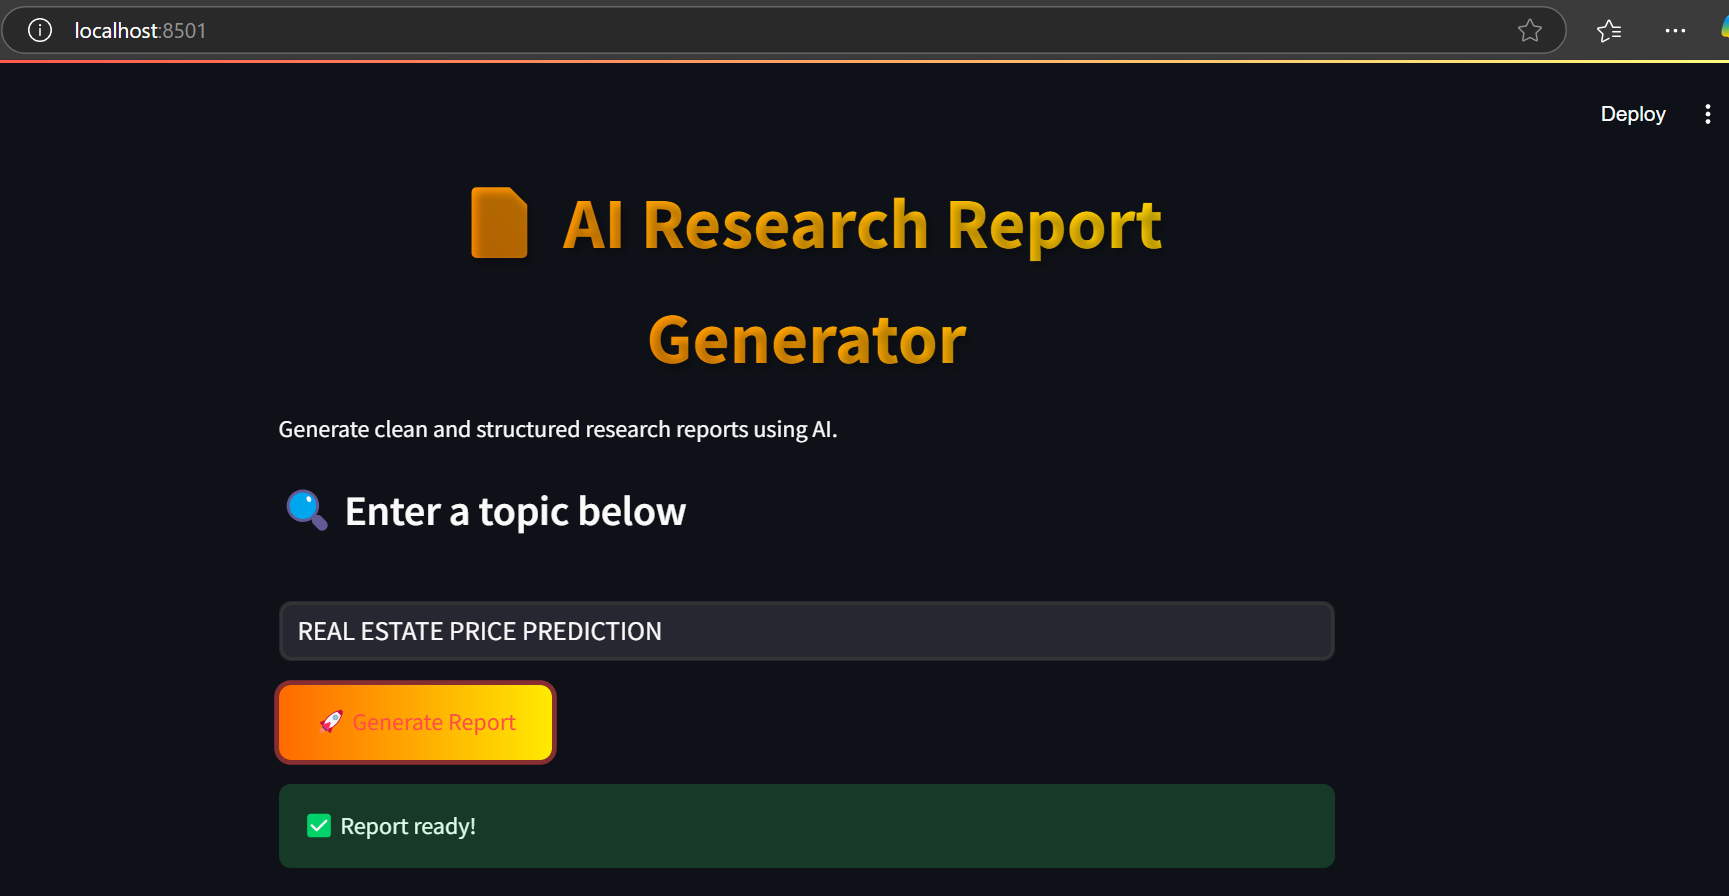 localhost:8501
Deploy
AI Research Report
Generator
Generate clean and structured research reports using AI.
Enter a topic below
REAL ESTATE PRICE PREDICTION
Generate Report
Report ready!